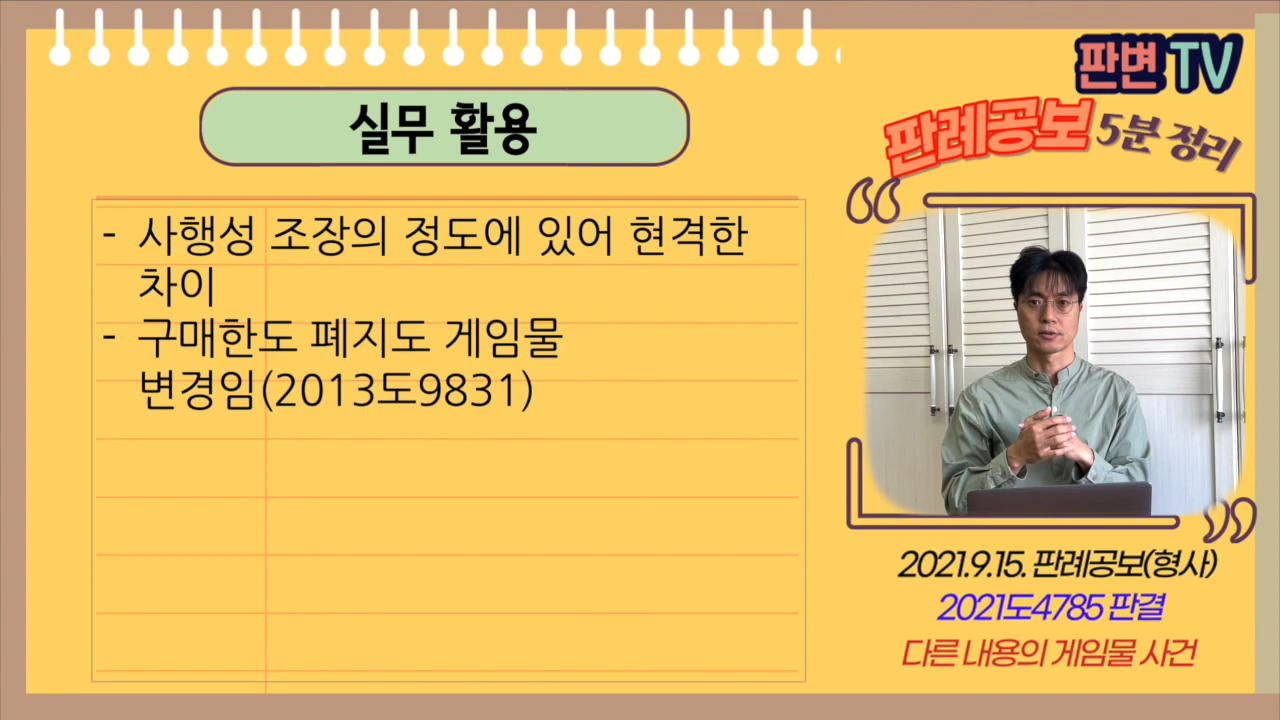 실무 활용
- 사행성 조장의 정도에 있어 현격한
차이
- 구매한도 폐지도 게임물
변경임(2013도9831)
판변 TV
판례공보 5분 정리
2021.9.15. 판례공보(형사)
2021도4785 판결
다른 내용의 게임물 사건